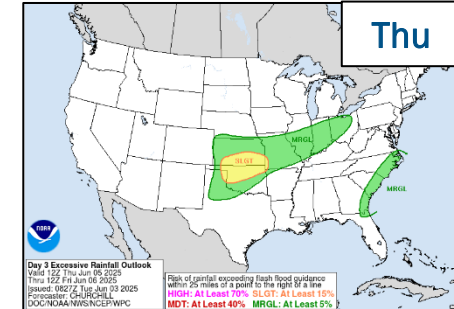 Thu
MRGL
SLGT
MRGL
NOAA
Day 3 Excessive Rainfall Outlook
Valid 12Z Thu Jun 05 2025
Thru 12Z Fri Jun 06 2025
Issued: 0827Z Tue Jun 03 2025
Forecaster: CHURCHILL
DOC/NOAA/NWS/NCEP/WPC
Risk of rainfall exceeding flash flood guidance
within 25 miles of a point to the right of a line
HIGH: At Least 70% SLGT: At Least 15%
MDT: At Least 40% MRGL: At Least 5%